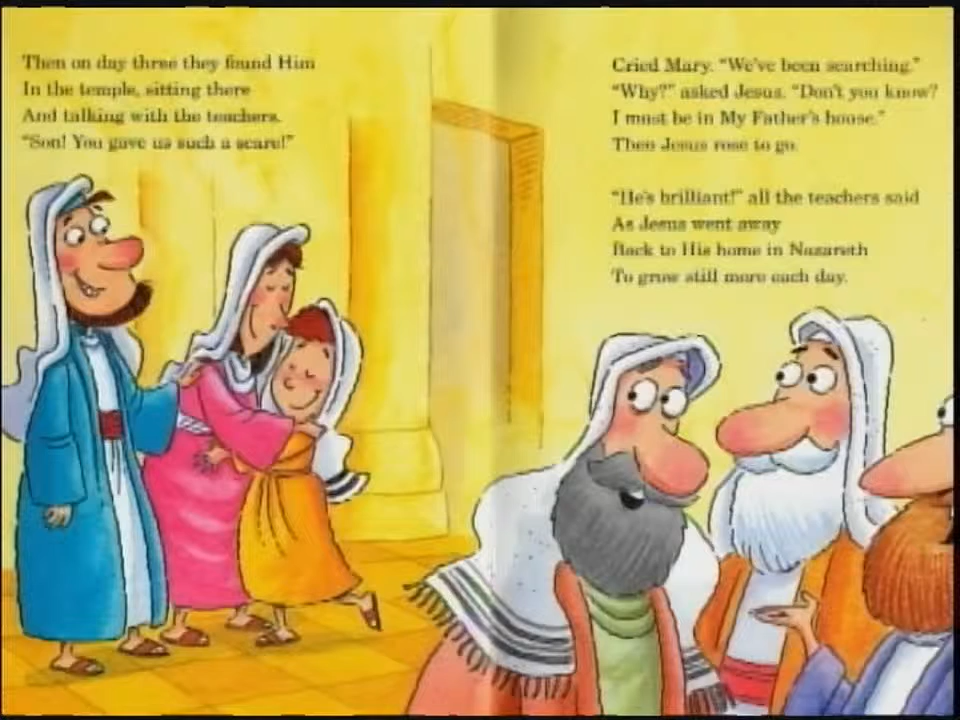 Then on day three they found Him
In the temple, sitting there
And talking with the teachers.
"Son! You gave us such a scare!"
Cried Mary. "We've been searching."
"Why?" asked Jesus. "Don't you know?
I must be in My Father's house."
Then Jesus rose to go.
"He's brilliant!" all the teachers said
As Jesus went away
Back to His home in Nazareth
To grow still more each day.